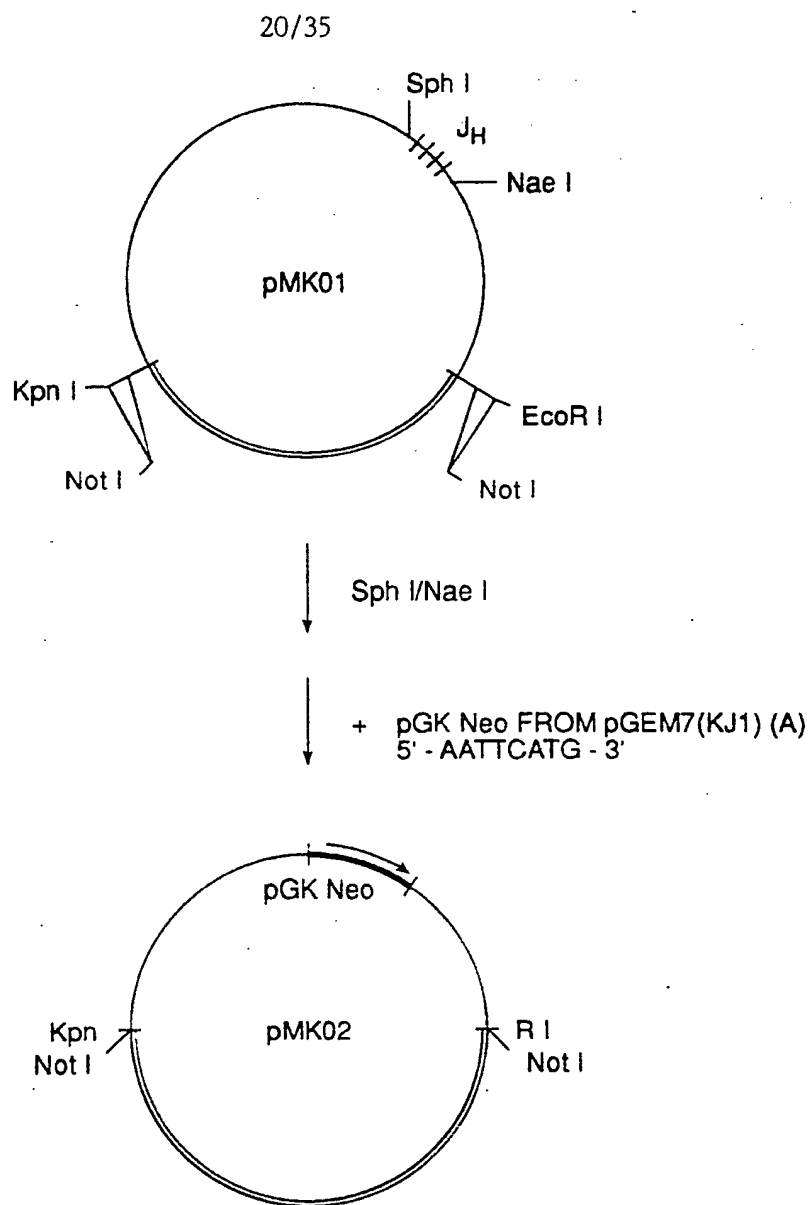 20/35
Sph I
JH
Nae I
pMK01
Kpn I
EcoR I
Not I
Not I
Sph I/Nae I
+ pGK Neo FROM pGEM7(KJ1) (A)
5' - AATTCATG - 3'
pGK Neo
Kpn
pMK02
R I
Not I
Not I